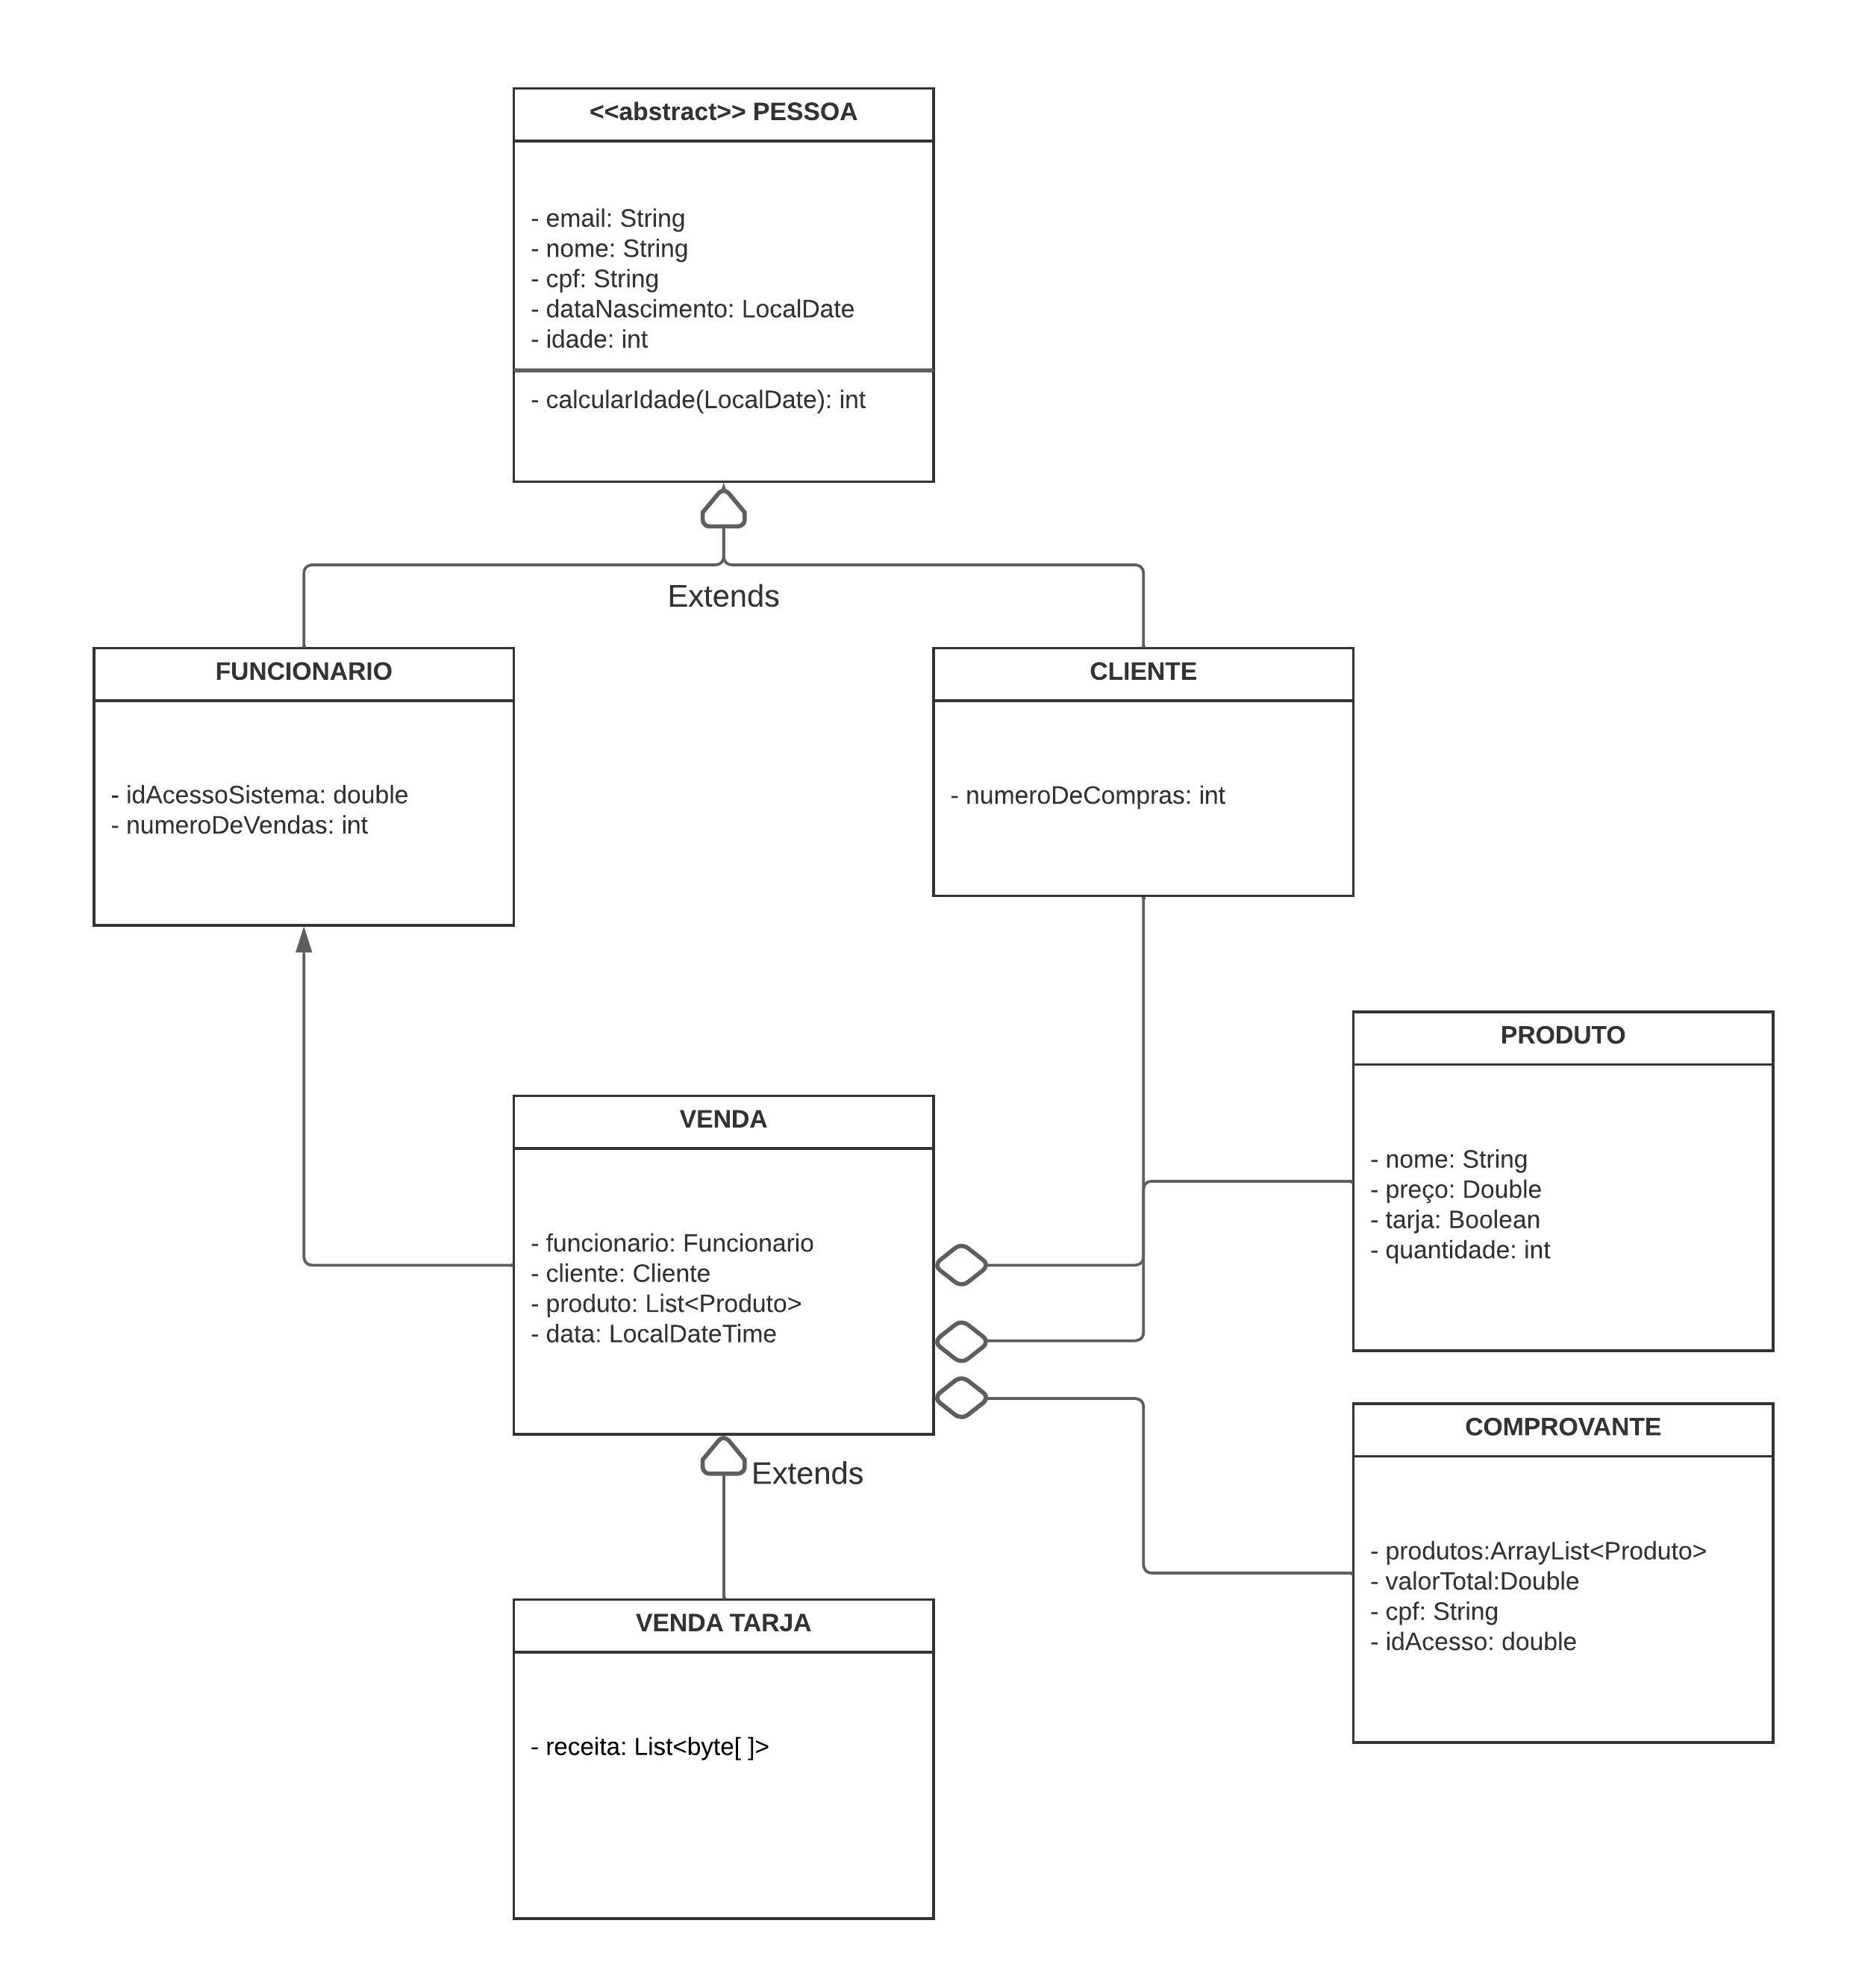 <<abstract>> PESSOA
- email: String
- nome: String
- cpf: String
- dataNascimento: LocalDate
- idade: int
- calcularIdade(LocalDate): int
Extends
FUNCIONARIO
- idAcessoSistema: double
- numeroDeVendas: int
CLIENTE
- numeroDeCompras: int
PRODUTO
- nome: String
- preço: Double
- tarja: Boolean
- quantidade: int
VENDA
- funcionario: Funcionario
- cliente: Cliente
- produto: List<Produto>
- data: LocalDateTime
Extends
COMPROVANTE
- produtos:ArrayList<Produto>
- valorTotal:Double
- cpf: String
- idAcesso: double
VENDA TARJA
- receita: List<byte[ ]>